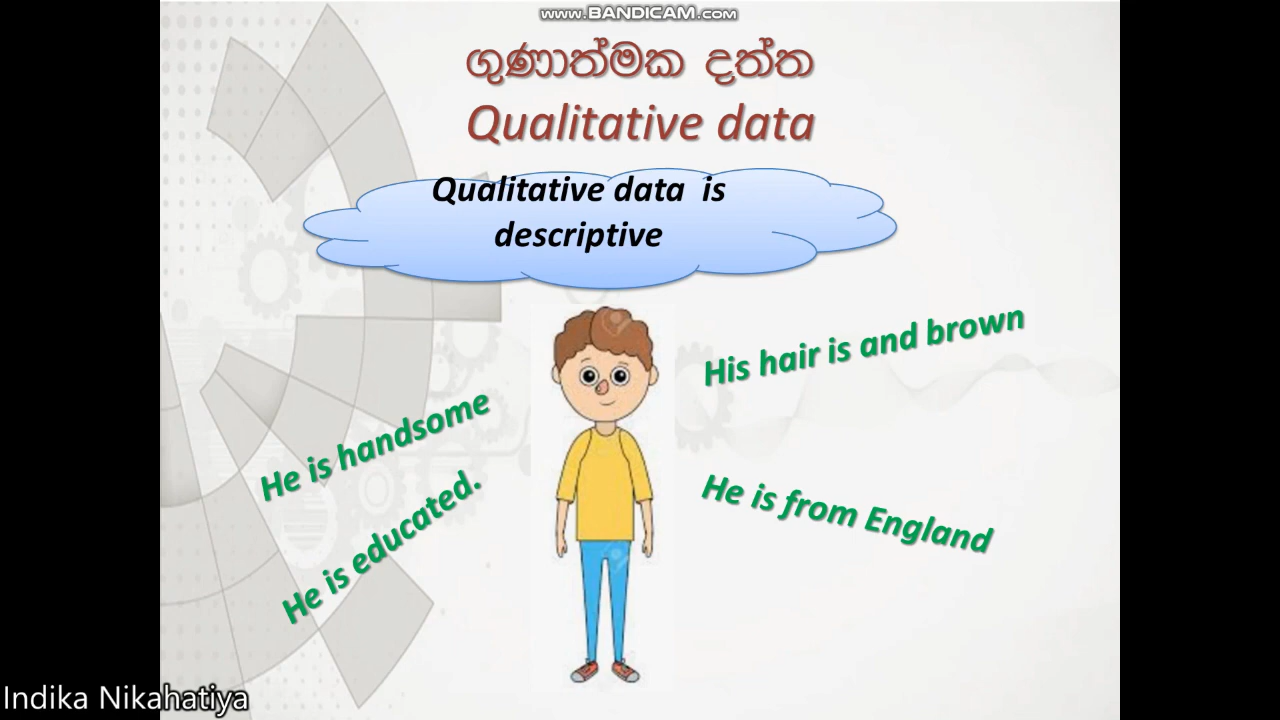 www.BANDICAM.com
ගුණාත්මක දත්ත
Qualitative data
Qualitative data is
descriptive
His hair is and brown
He is handsome
He is educated.
He is from England
Indika Nikahatiya